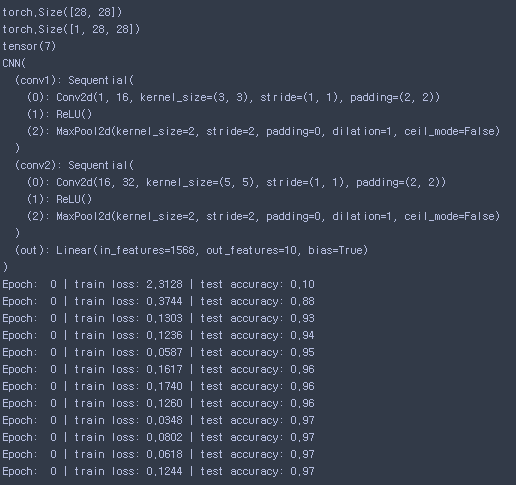 torch.Size([28, 28])
torch.Size([1, 28, 28])
tensor(7)
CNN(
  (conv1): Sequential(
    (0): Conv2d(1, 16, kernel_size=(3, 3), stride=(1, 1), padding=(2, 2))
    (1): ReLU()
    (2): MaxPool2d(kernel_size=2, stride=2, padding=0, dilation=1, ceil_mode=False)
  )
  (conv2): Sequential(
    (0): Conv2d(16, 32, kernel_size=(5, 5), stride=(1, 1), padding=(2, 2))
    (1): ReLU()
    (2): MaxPool2d(kernel_size=2, stride=2, padding=0, dilation=1, ceil_mode=False)
  )
  (out): Linear(in_features=1568, out_features=10, bias=True)
)
Epoch:  0 | train loss: 2.3128 | test accuracy: 0.10
Epoch:  0 | train loss: 0.3744 | test accuracy: 0.88
Epoch:  0 | train loss: 0.1303 | test accuracy: 0.93
Epoch:  0 | train loss: 0.1236 | test accuracy: 0.94
Epoch:  0 | train loss: 0.0587 | test accuracy: 0.95
Epoch:  0 | train loss: 0.1617 | test accuracy: 0.96
Epoch:  0 | train loss: 0.1740 | test accuracy: 0.96
Epoch:  0 | train loss: 0.1260 | test accuracy: 0.96
Epoch:  0 | train loss: 0.0348 | test accuracy: 0.97
Epoch:  0 | train loss: 0.0802 | test accuracy: 0.97
Epoch:  0 | train loss: 0.0618 | test accuracy: 0.97
Epoch:  0 | train loss: 0.1244 | test accuracy: 0.97